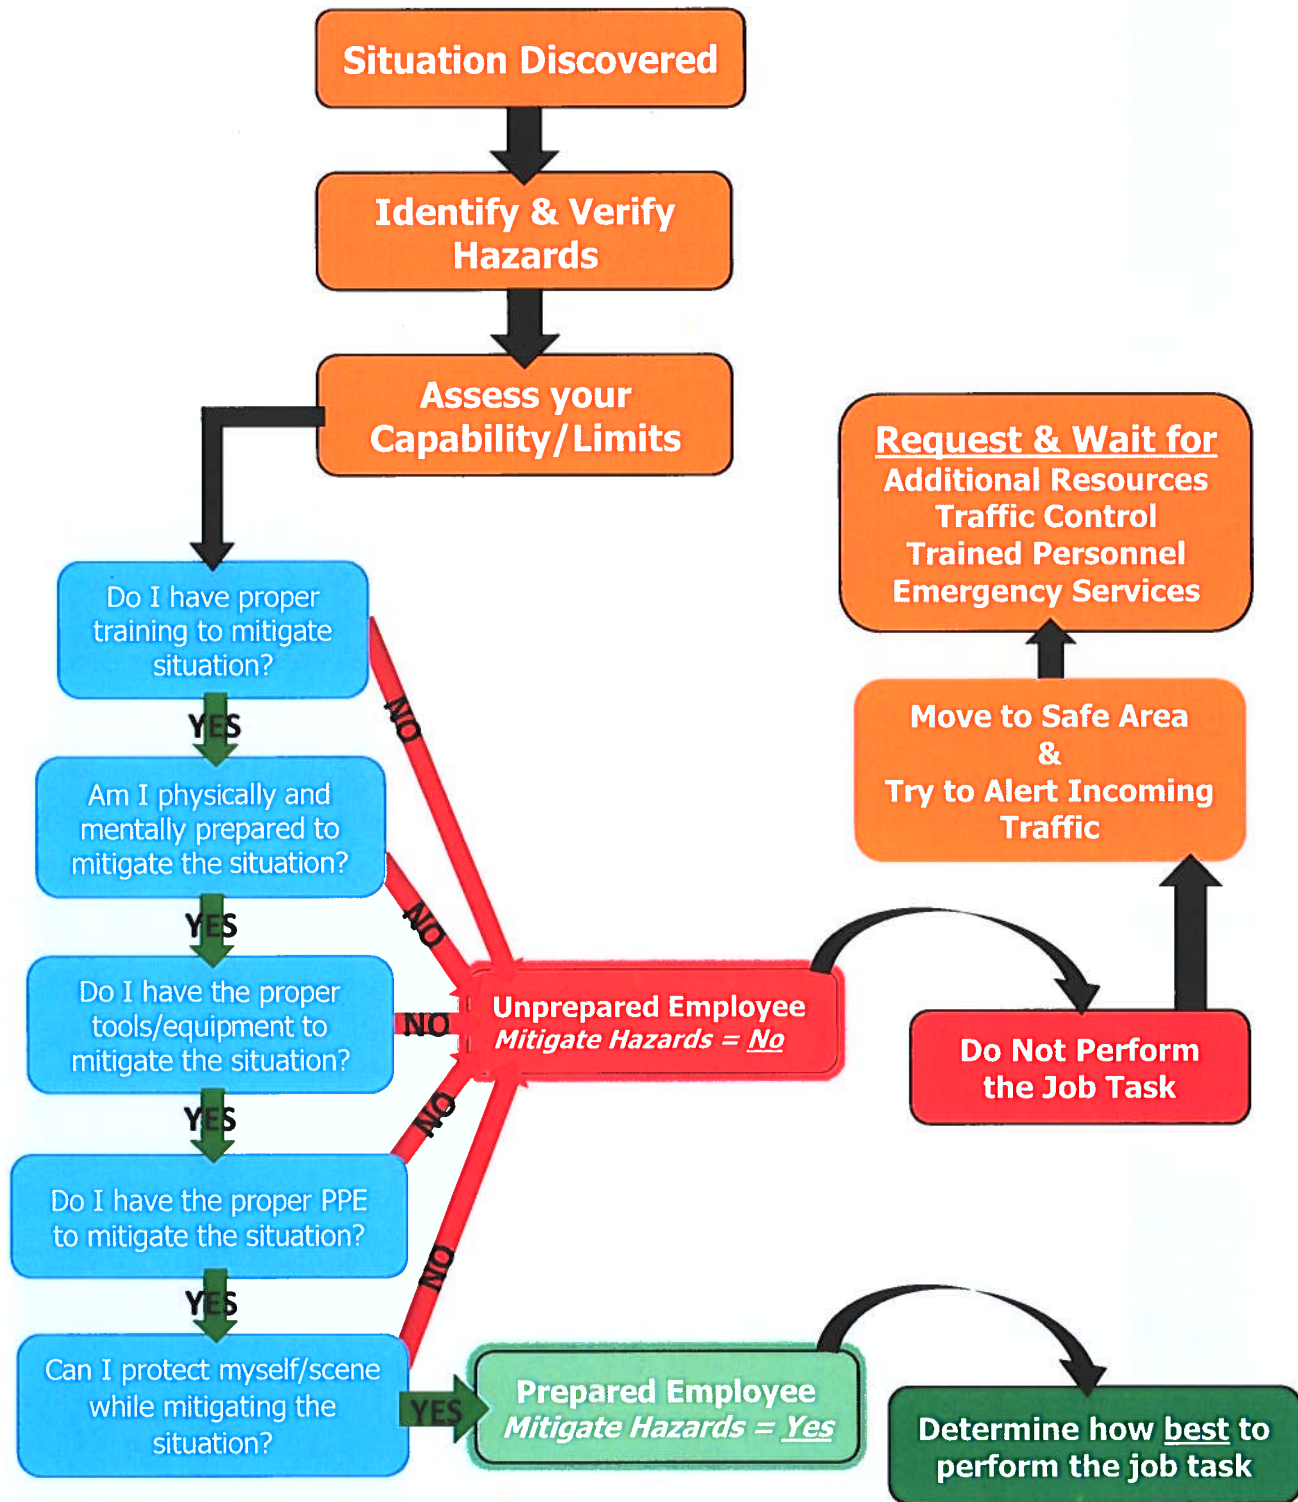 Situation Discovered
Identify & Verify
Hazards
Assess your
Capability/Limits
Request & Wait for
Additional Resources
Traffic Control
Trained Personnel
Emergency Services
Do I have proper
training to mitigate
situation?
NO
YES
Move to Safe Area
&
Try to Alert Incoming
Traffic
Am I physically and
mentally prepared to
mitigate the situation?
NO
YES
Do I have the proper
tools/equipment to
mitigate the situation?
NO
Unprepared Employee
Mitigate Hazards = No
Do Not Perform
the Job Task
YES
NO
Do I have the proper PPE
to mitigate the situation?
NO
YES
Can I protect myself/scene
while mitigating the
situation?
YES
Prepared Employee
Mitigate Hazards = Yes
Determine how best to
perform the job task